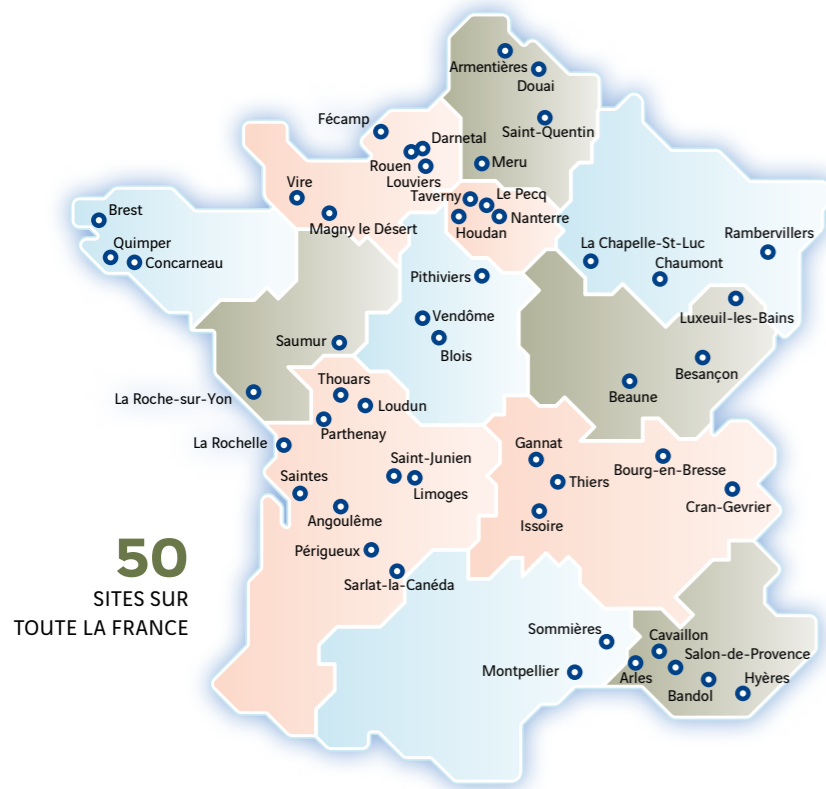 Armentières
Douai
Fécamp
Saint-Quentin
Darnetal
Rouen
Meru
Louviers
Vire
Taverny
Le Pecq
Brest
Magny le Désert
Houdan
Nanterre
Rambervillers
Quimper
La Chapelle-St-Luc
Concarneau
Chaumont
Pithiviers
Vendôme
Luxeuil-les-Bains
Saumur
Blois
Besançon
Thouars
Beaune
La Roche-sur-Yon
Loudun
Parthenay
La Rochelle
Gannat
Saint-Junien
Bourg-en-Bresse
Saintes
Thiers
Limoges
Cran-Gevrier
Angoulême
Issoire
50
SITES SUR
TOUTE LA FRANCE
Périgueux
Sarlat-la-Canéda
Sommières
Cavaillon
Salon-de-Provence
Montpellier
Arles
Bandol
Hyères